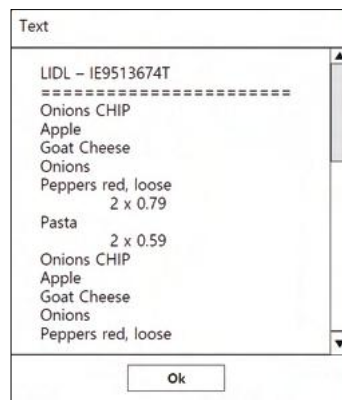 Text
LIDL – IE9513674T
=======================
Onions CHIP
Apple
Goat Cheese
Onions
Peppers red, loose
2 x 0.79
Pasta
2 x 0.59
Onions CHIP
Apple
Goat Cheese
Onions
Peppers red, loose
Ok